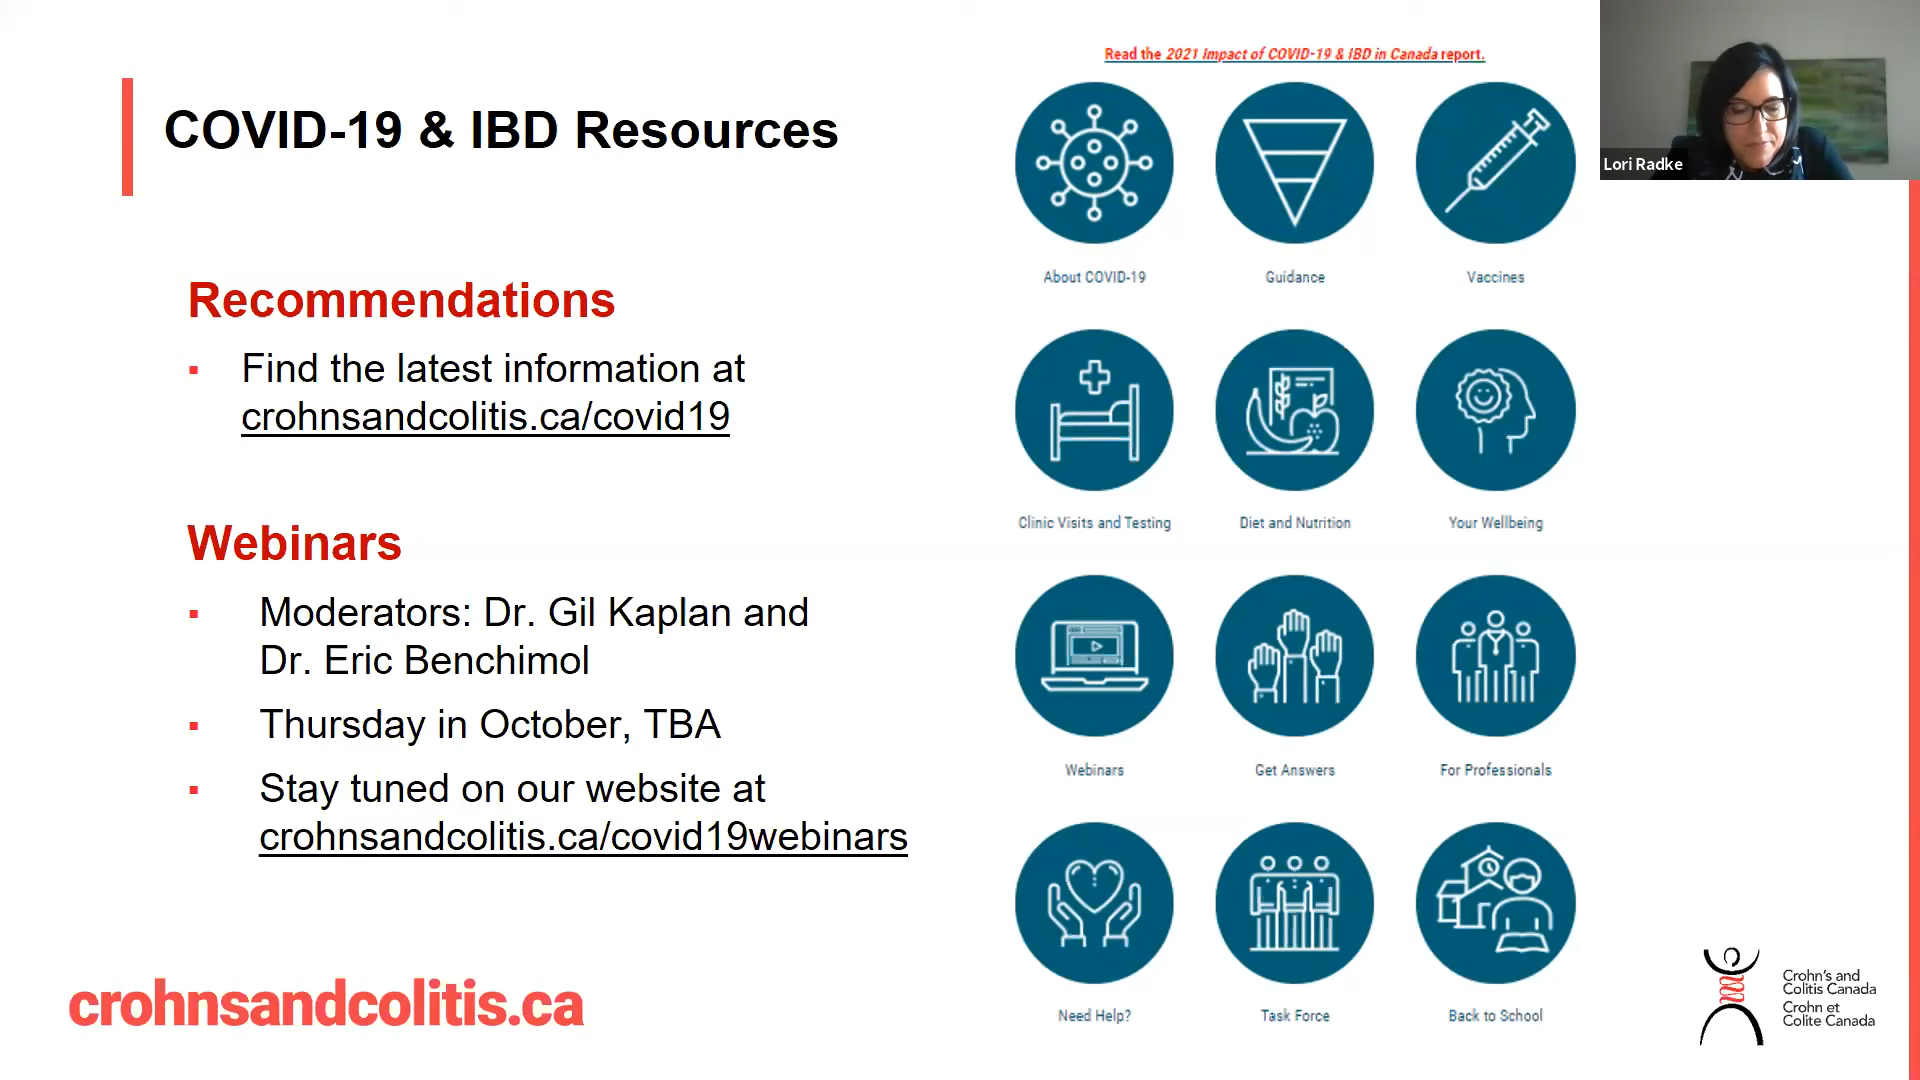 COVID-19 & IBD Resources
Recommendations
▪ Find the latest information at
crohnsandcolitis.ca/covid19
Webinars
▪ Moderators: Dr. Gil Kaplan and
Dr. Eric Benchimol
▪ Thursday in October, TBA
▪ Stay tuned on our website at
crohnsandcolitis.ca/covid19webinars
crohnsandcolitis.ca
Read the 2021 Impact of COVID-19 & IBD in Canada report.
About COVID-19
Guidance
Vaccines
Clinic Visits and Testing
Diet and Nutrition
Your Wellbeing
Webinars
Get Answers
For Professionals
Need Help?
Task Force
Back to School
Lori Radke
Crohn's and
Colitis Canada
Crohn et
Colite Canada